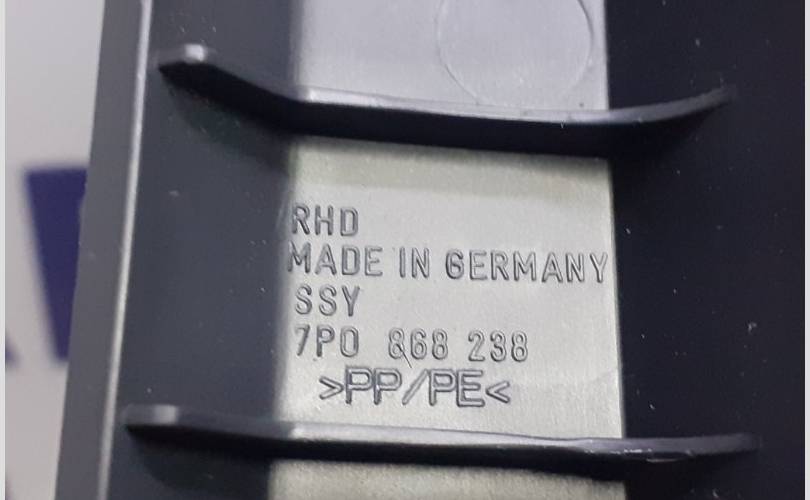 RHD
MADE IN GERMANY
SSY
7P0 868 238
>PP/PE<